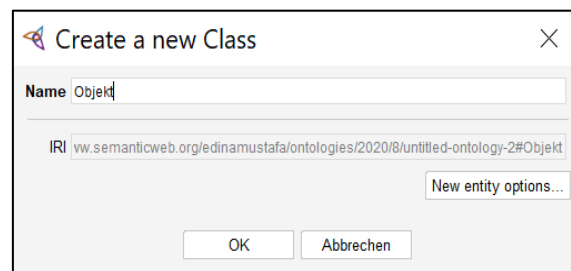 Create a new Class
Name Objekt
IRI vw.semanticweb.org/edinamustafa/ontologies/2020/8/untitled-ontology-2#Objekt
New entity options...
OK Abbrechen